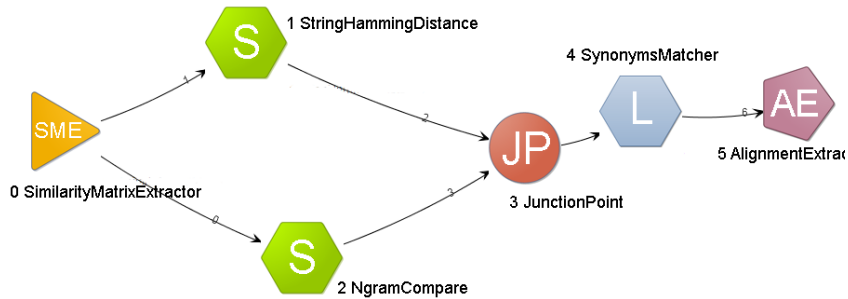 1 StringHammingDistance
S
4 SynonymsMatcher
1
SME
2
JP
L
6
AE
0 SimilarityMatrixExtractor
5 AlignmentExtrac
3 JunctionPoint
0
3
S
2 NgramCompare